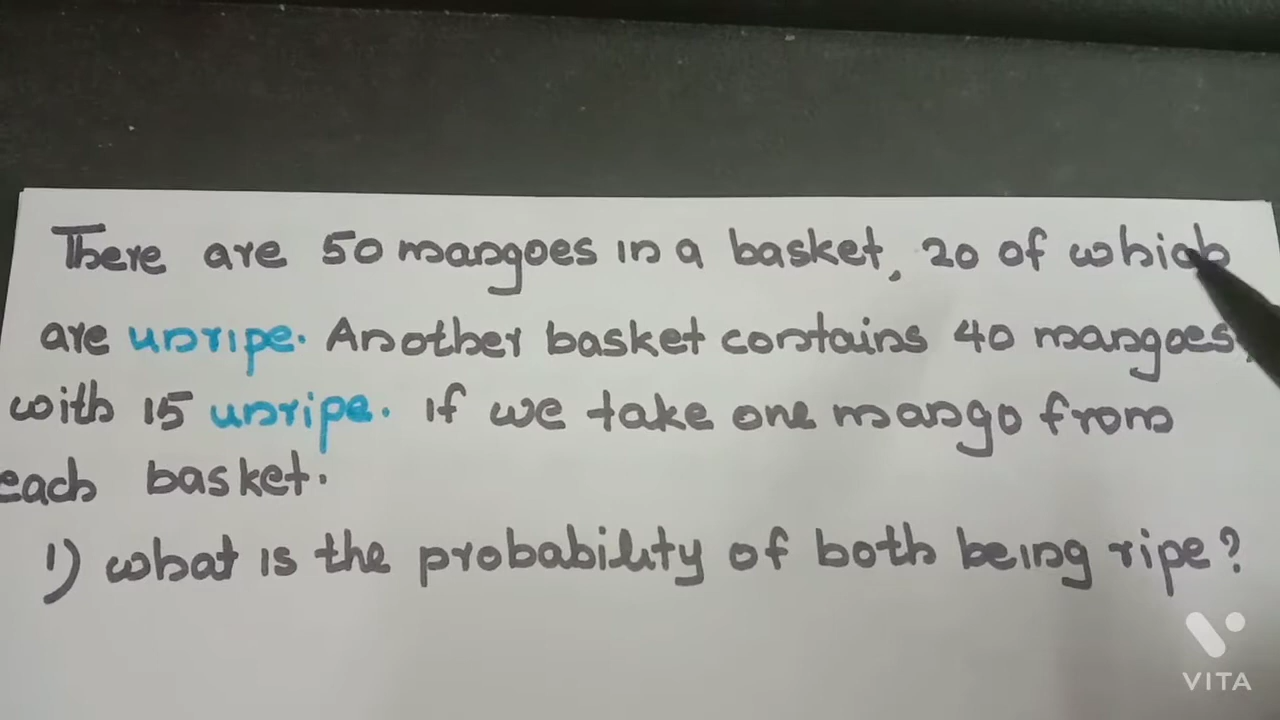 There are 50 mangoes in a basket, 20 of which
are unripe. Another basket contains 40 mangoes,
with 15 unripe. If we take one mango from
each basket.
1) what is the probability of both being ripe?
VITA